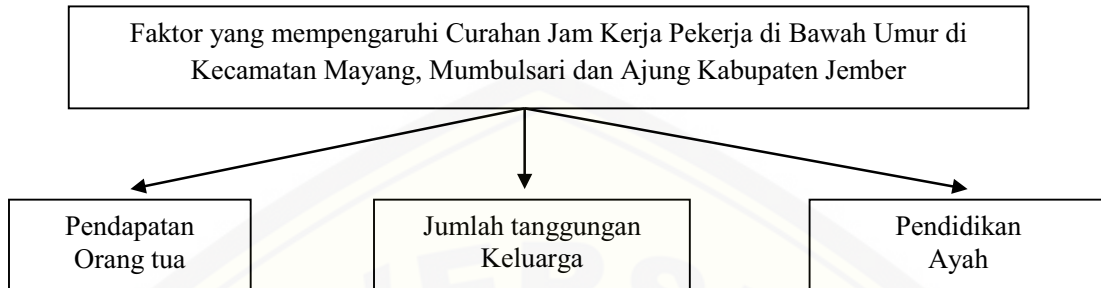 Faktor yang mempengaruhi Curahan Jam Kerja Pekerja di Bawah Umur di
Kecamatan Mayang, Mumbulsari dan Ajung Kabupaten Jember
Pendapatan
Orang tua
Jumlah tanggungan
Keluarga
Pendidikan
Ayah